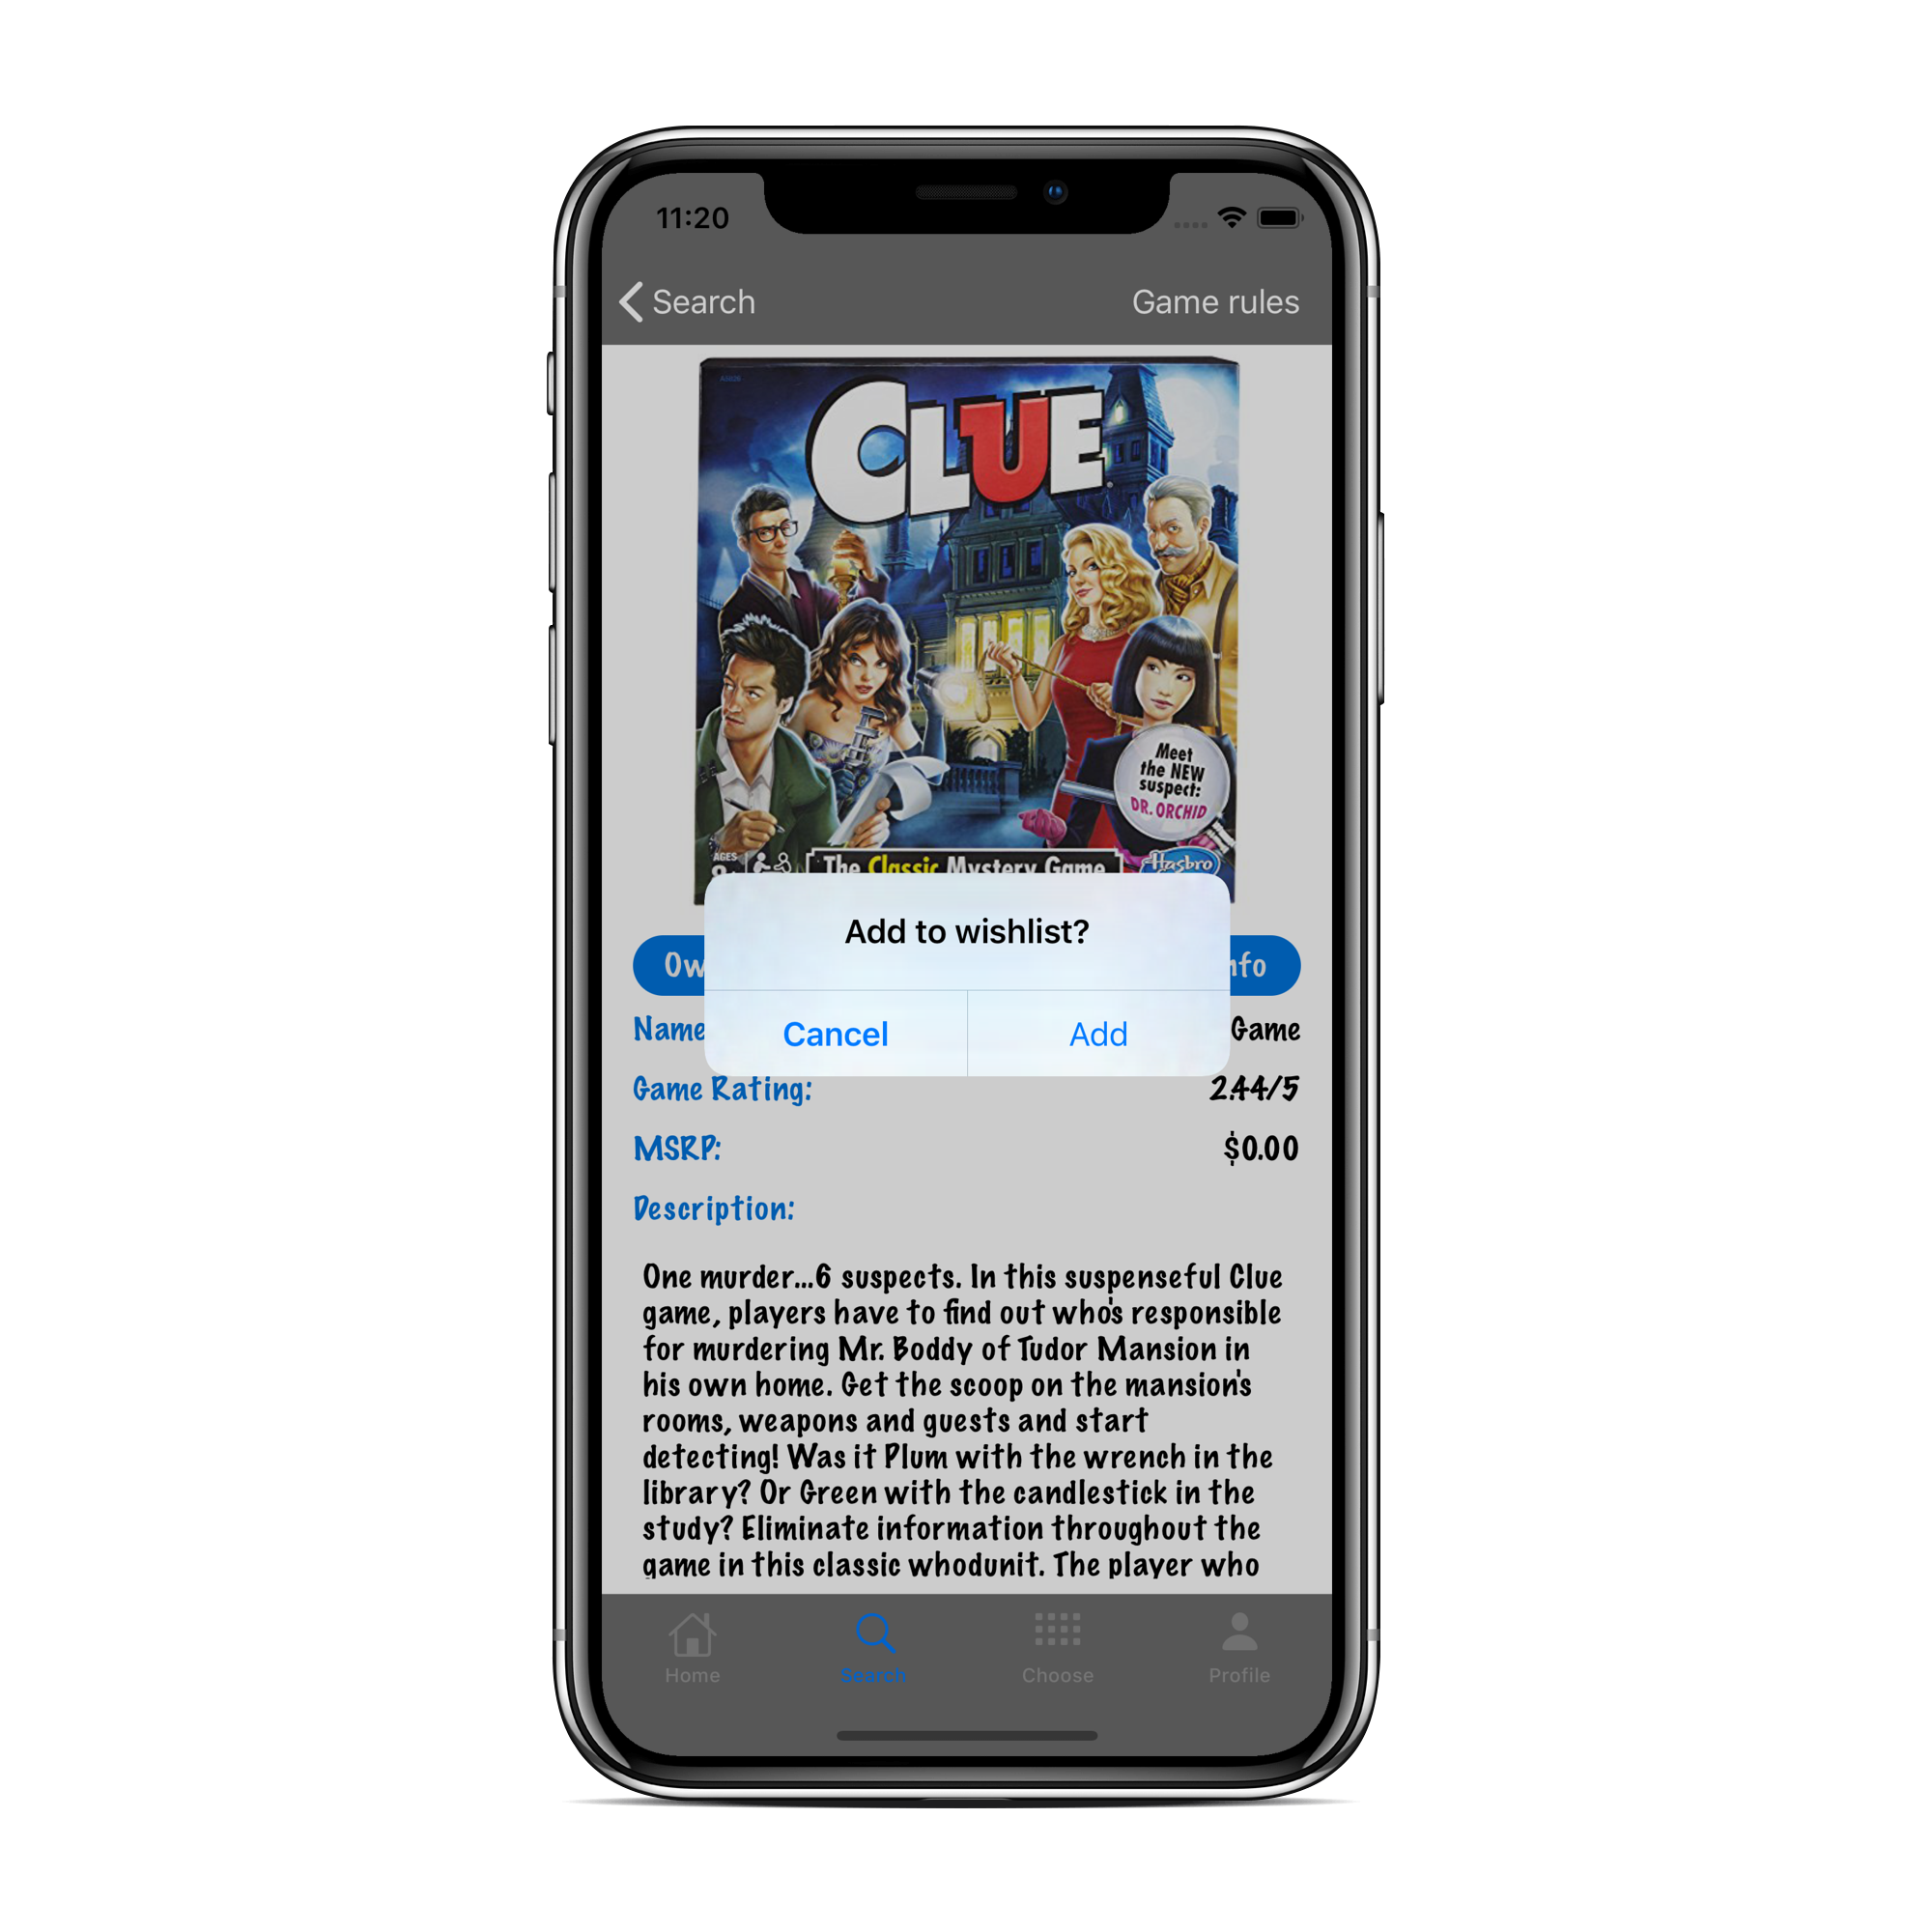 11:20
Search
Game rules
CLUE
Meet
the NEW
suspect:
DR. ORCHID
AGES
The Classic Mystery Game
Hasbro
Add to wishlist?
Ow
nfo
Cancel
Add
Name
Game
Game Rating:
2.44/5
MSRP:
$0.00
Description:
One murder...6 suspects. In this suspenseful Clue
game, players have to find out who's responsible
for murdering Mr. Boddy of Tudor Mansion in
his own home. Get the scoop on the mansion's
rooms, weapons and guests and start
detecting! Was it Plum with the wrench in the
library? Or Green with the candlestick in the
study? Eliminate information throughout the
game in this classic whodunit. The player who
Home
Search
Choose
Profile